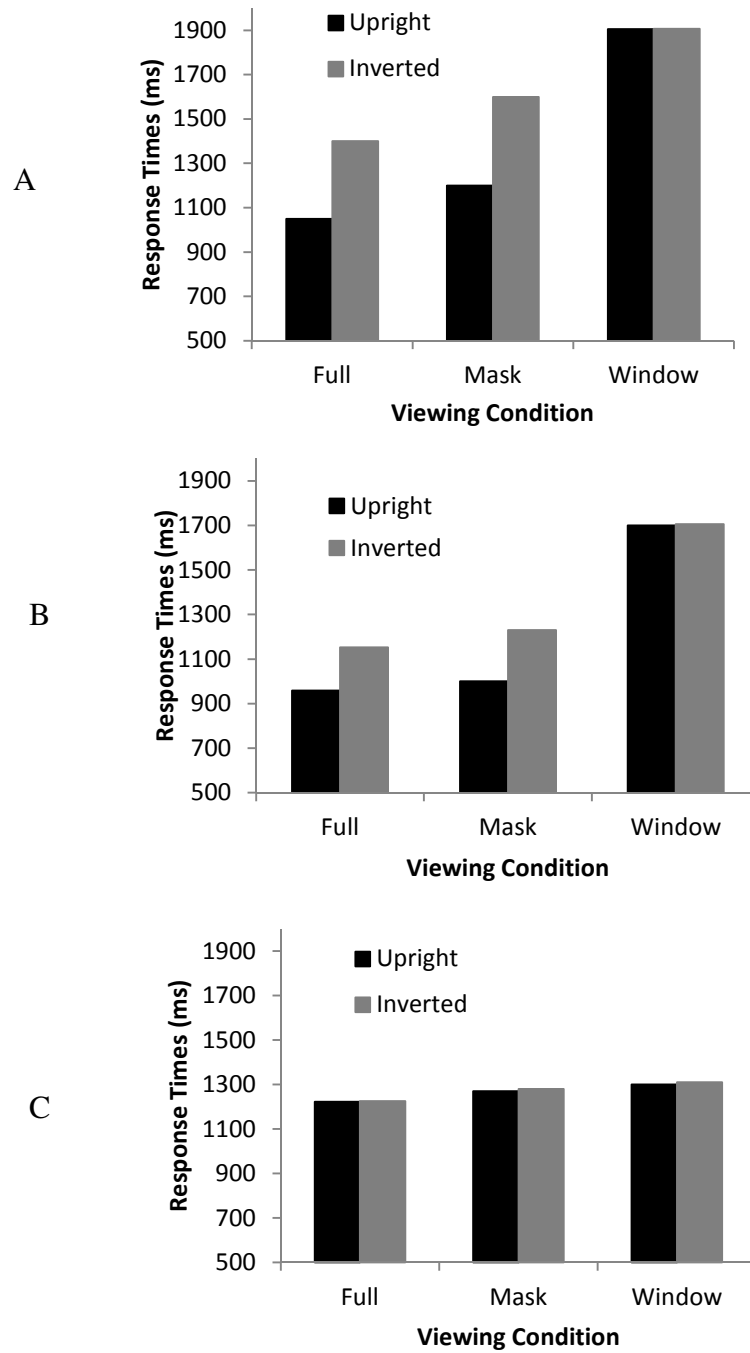 A
Response Times (ms)
1900
1700
1500
1300
1100
900
700
500
Upright
Inverted
Full Mask Window
Viewing Condition
B
Response Times (ms)
1900
1700
1500
1300
1100
900
700
500
Upright
Inverted
Full Mask Window
Viewing Condition
C
Response Times (ms)
1900
1700
1500
1300
1100
900
700
500
Upright
Inverted
Full Mask Window
Viewing Condition